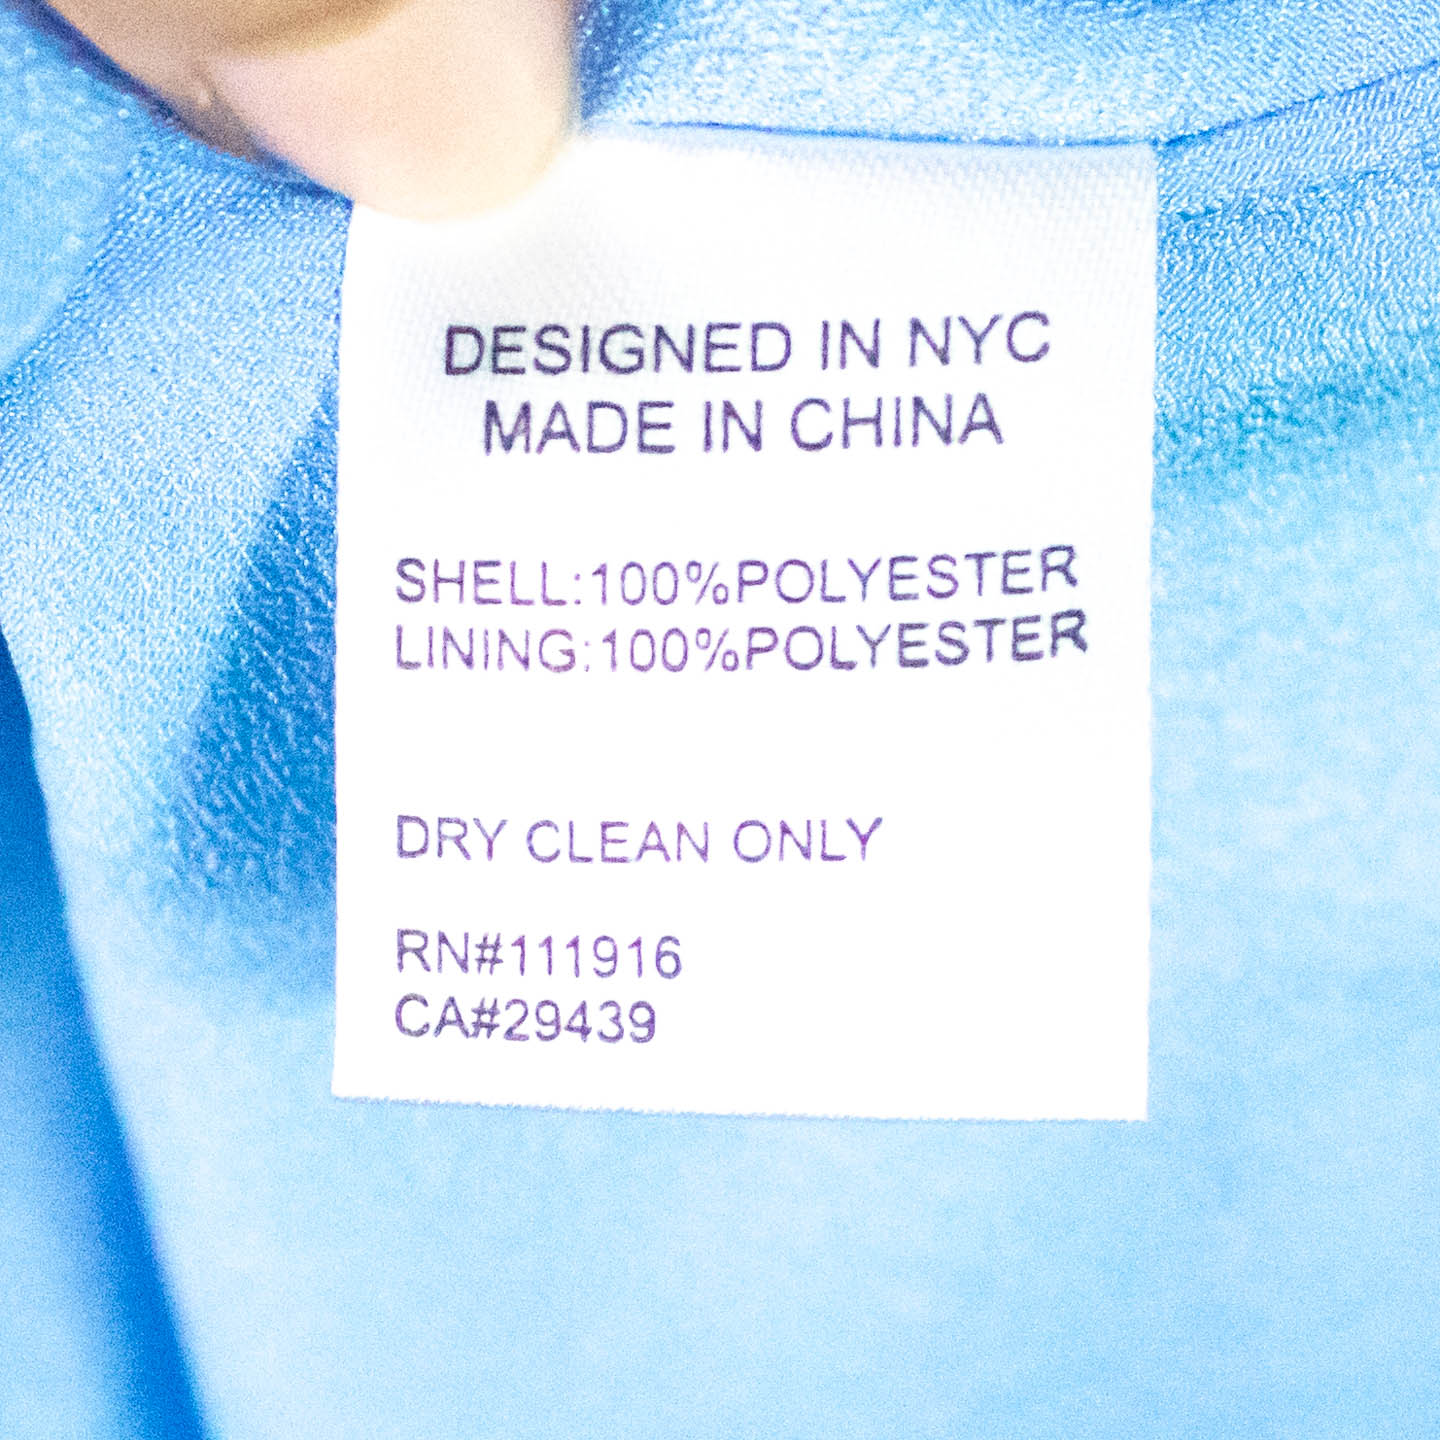 DESIGNED IN NYC
MADE IN CHINA
SHELL:100%POLYESTER
LINING:100%POLYESTER
DRY CLEAN ONLY
RN#111916
CA#29439